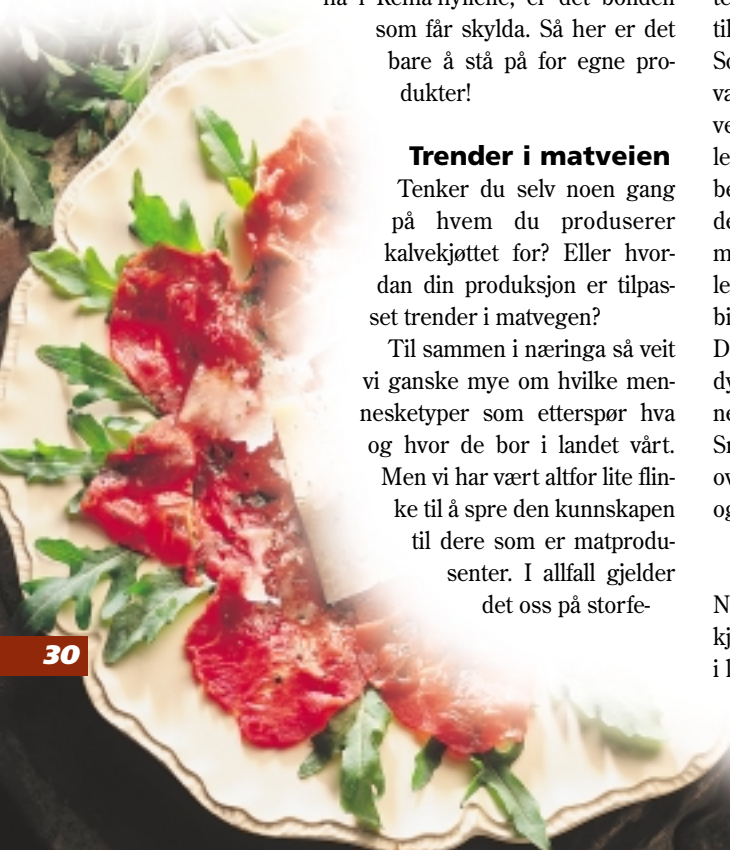 som får skylda. Så her er det
bare å stå på for egne pro-
dukter!
Trender i matveien
Tenker du selv noen gang
på hvem du produserer
kalvekjøttet for? Eller hvor-
dan din produksjon er tilpas-
set trender i matvegen?
Til sammen i næringa så veit
vi ganske mye om hvilke men-
nesketyper som etterspør hva
og hvor de bor i landet vårt.
Men vi har vært altfor lite flin-
ke til å spre den kunnskapen
til dere som er matprodu-
senter. I allfall gjelder
det oss på storfe-
30